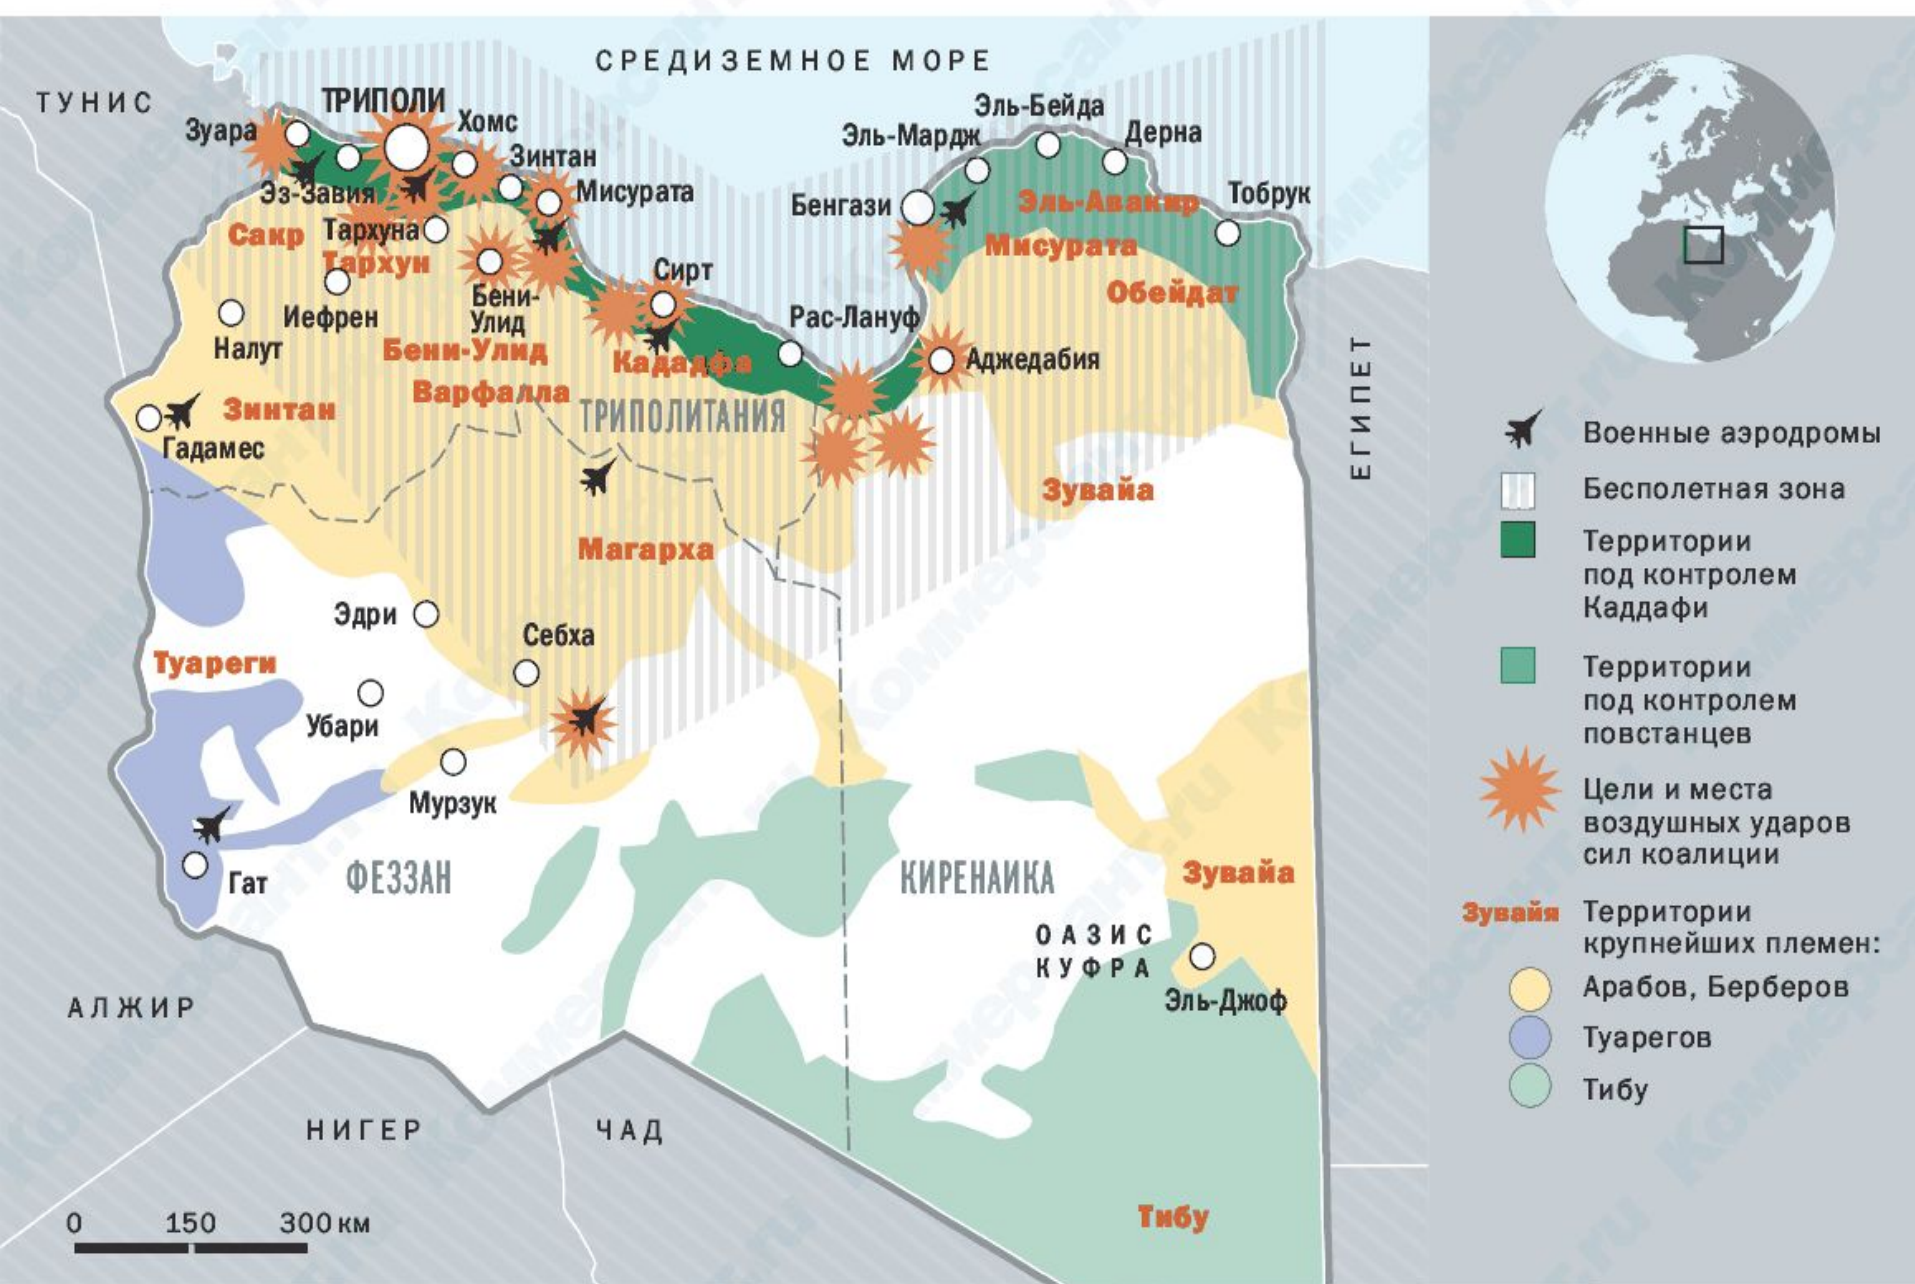 СРЕДИЗЕМНОЕ МОРЕ
ТУНИС
ТРИПОЛИ
Зуара
Хомс
Зинтан
Эз-Завия
Мисурата
Сакр
Тархуна
Тархун
Иефрен
Налут
Бени-
Улид
Бени-Улид
Варфалла
Сирт
Кададфа
Рас-Лануф
Бенгази
Эль-Мардж
Эль-Бейда
Дерна
Тобрук
Эль-Авакир
Мисурата
Обейдат
Аджедабия
ЕГИПЕТ
Зинтан
Гадамес
ТРИПОЛИТАНИЯ
Зувайа
Магарха
Эдри
Себха
Туареги
Убари
Мурзук
Гат
ФЕЗЗАН
КИРЕНАИКА
Зувайа
ОАЗИС
КУФРА
Эль-Джоф
АЛЖИР
НИГЕР
ЧАД
Тибу
0 150 300 км
Военные аэродромы
Бесполетная зона
Территории
под контролем
Каддафи
Территории
под контролем
повстанцев
Цели и места
воздушных ударов
сил коалиции
Зувайя Территории
крупнейших племен:
Арабов, Берберов
Туарегов
Тибу
Коммерсант.ru